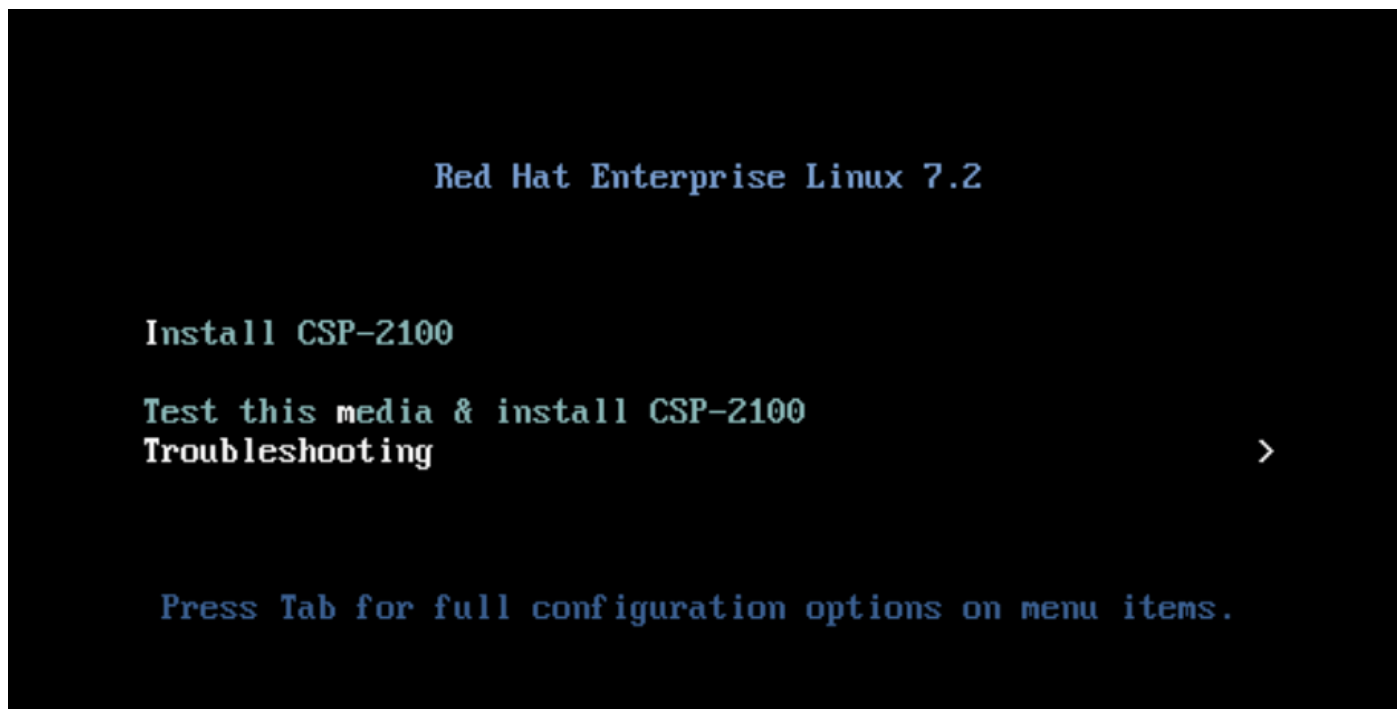 Red Hat Enterprise Linux 7.2
Install CSP-2100
Test this media & install CSP-2100
Troubleshooting >
Press Tab for full configuration options on menu items.